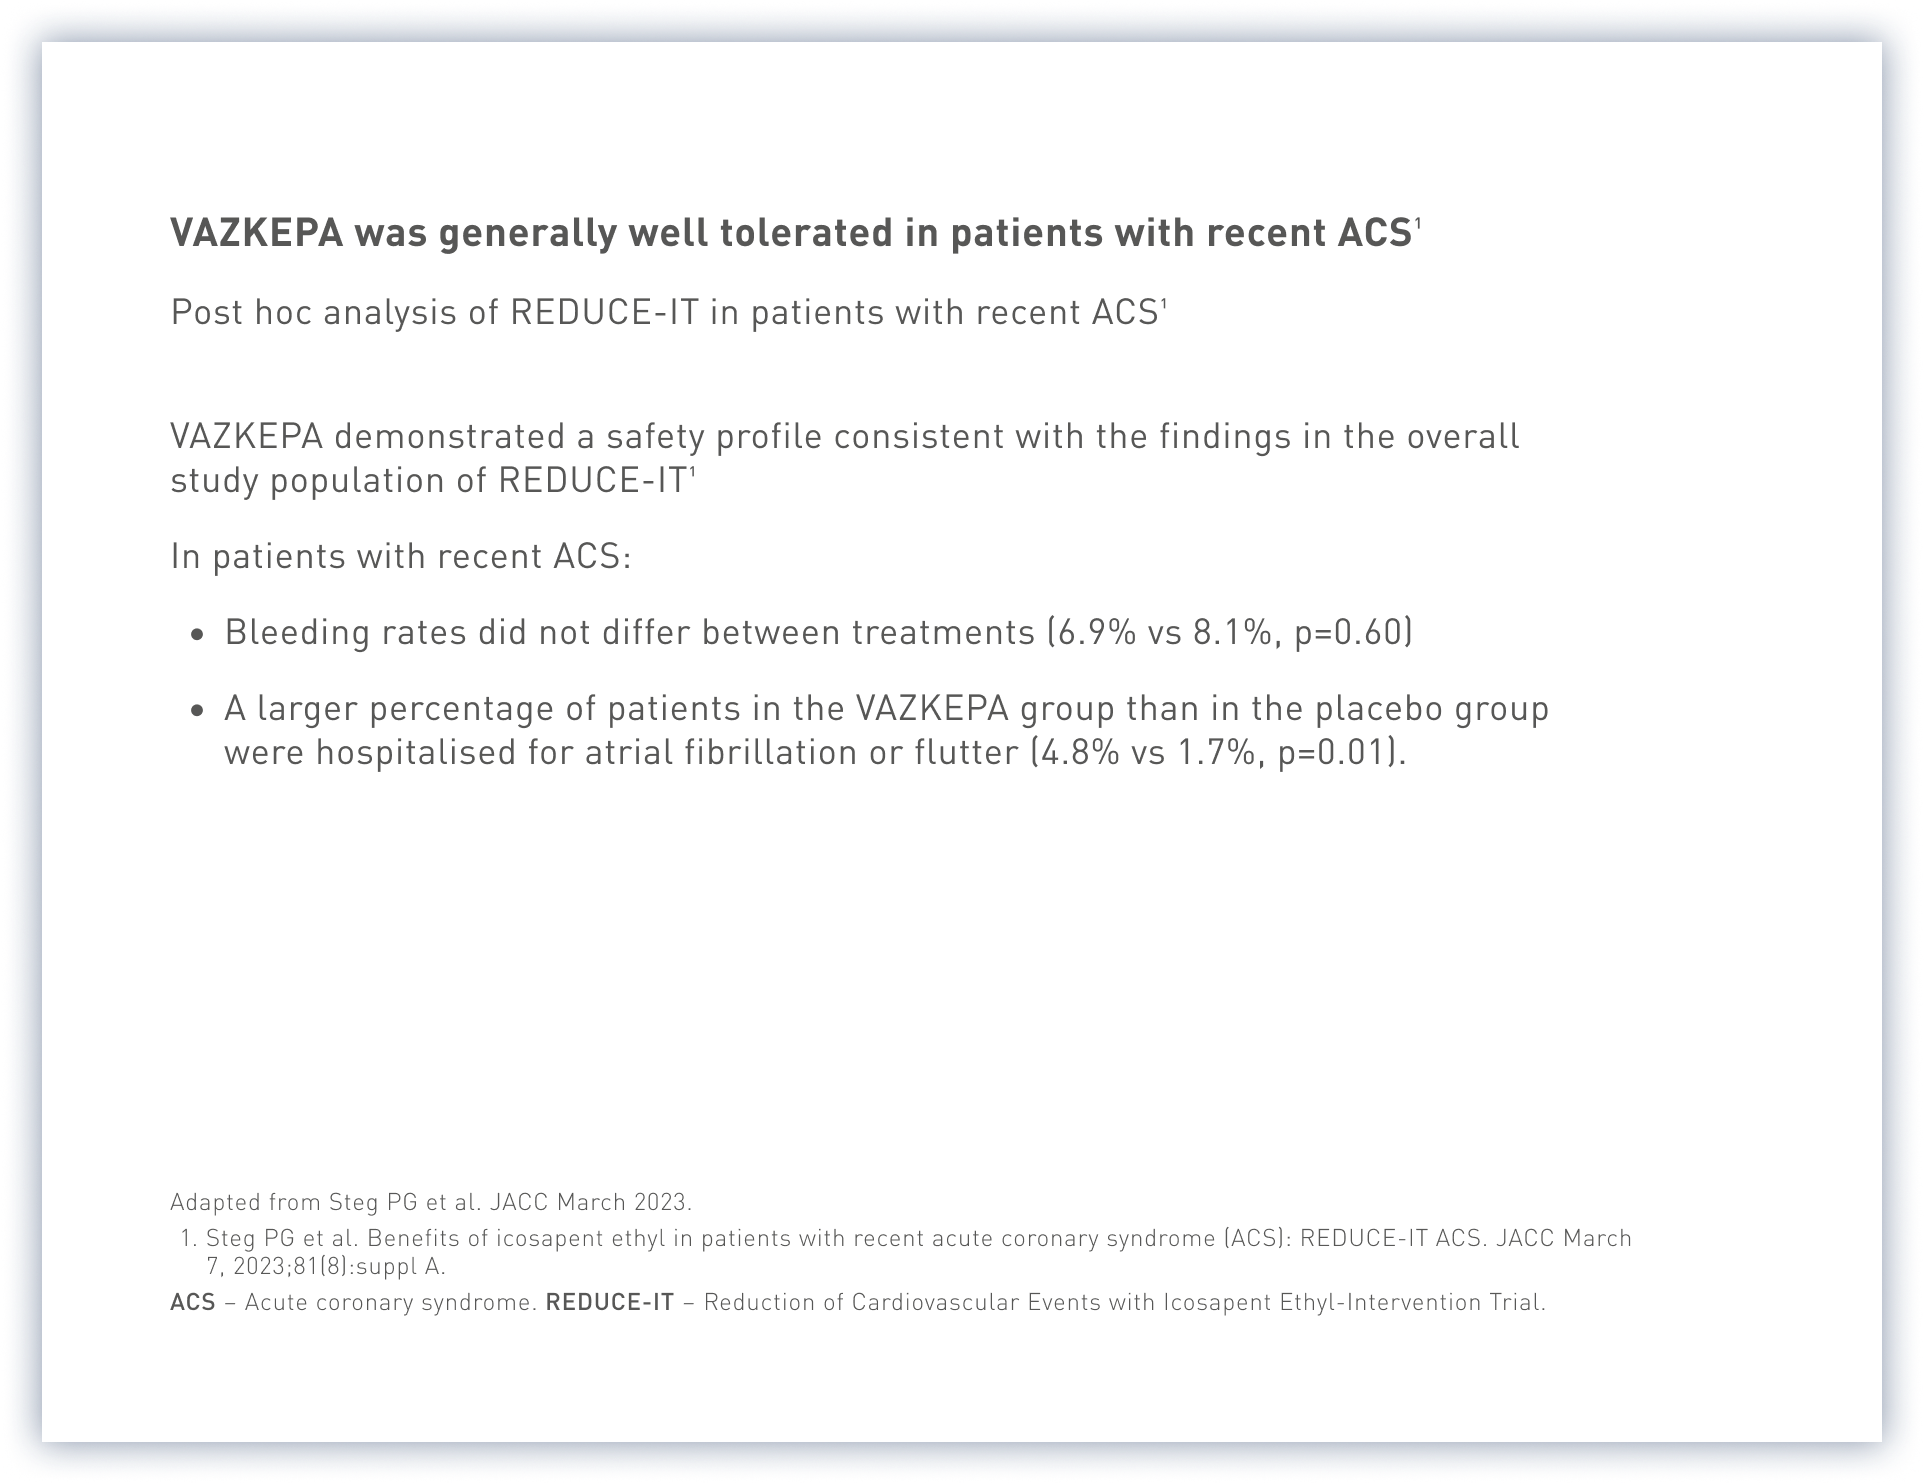 VAZKEPA was generally well tolerated in patients with recent ACS¹
Post hoc analysis of REDUCE-IT in patients with recent ACS¹
VAZKEPA demonstrated a safety profile consistent with the findings in the overall
study population of REDUCE-IT¹
In patients with recent ACS:
• Bleeding rates did not differ between treatments (6.9% vs 8.1%, p=0.60)
• A larger percentage of patients in the VAZKEPA group than in the placebo group
were hospitalised for atrial fibrillation or flutter (4.8% vs 1.7%, p=0.01).
Adapted from Steg PG et al. JACC March 2023.
1. Steg PG et al. Benefits of icosapent ethyl in patients with recent acute coronary syndrome (ACS): REDUCE-IT ACS. JACC March
7, 2023;81(8):suppl A.
ACS – Acute coronary syndrome. REDUCE-IT – Reduction of Cardiovascular Events with Icosapent Ethyl-Intervention Trial.